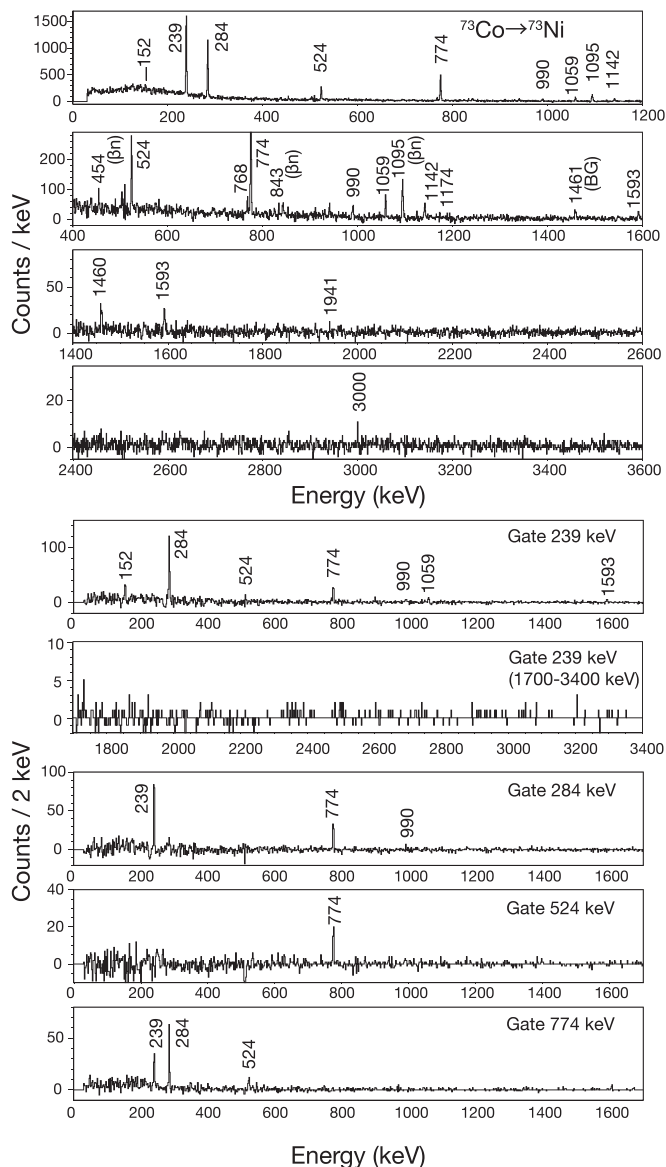 73Co→73Ni
152
239
284
524
774
990
1059
1095
1142
1500
1000
500
0
0 200 400 600 800 1000 1200
454 (βn)
524
768
774
843 (βn)
990
1059
1095 (βn)
1142
1174
1461 (BG)
1593
200
100
0
400 600 800 1000 1200 1400 1600
1460
1593
1941
50
0
1400 1600 1800 2000 2200 2400 2600
3000
20
0
2400 2600 2800 3000 3200 3400 3600
Counts / keV
Energy (keV)
Gate 239 keV
152
284
524
774
990
1059
1593
100
0
0 200 400 600 800 1000 1200 1400 1600
Gate 239 keV
(1700-3400 keV)
10
5
0
1800 2000 2200 2400 2600 2800 3000 3200 3400
Gate 284 keV
239
774
990
100
50
0
0 200 400 600 800 1000 1200 1400 1600
Gate 524 keV
774
40
20
0
0 200 400 600 800 1000 1200 1400 1600
Gate 774 keV
239
284
524
50
0
0 200 400 600 800 1000 1200 1400 1600
Counts / 2 keV
Energy (keV)